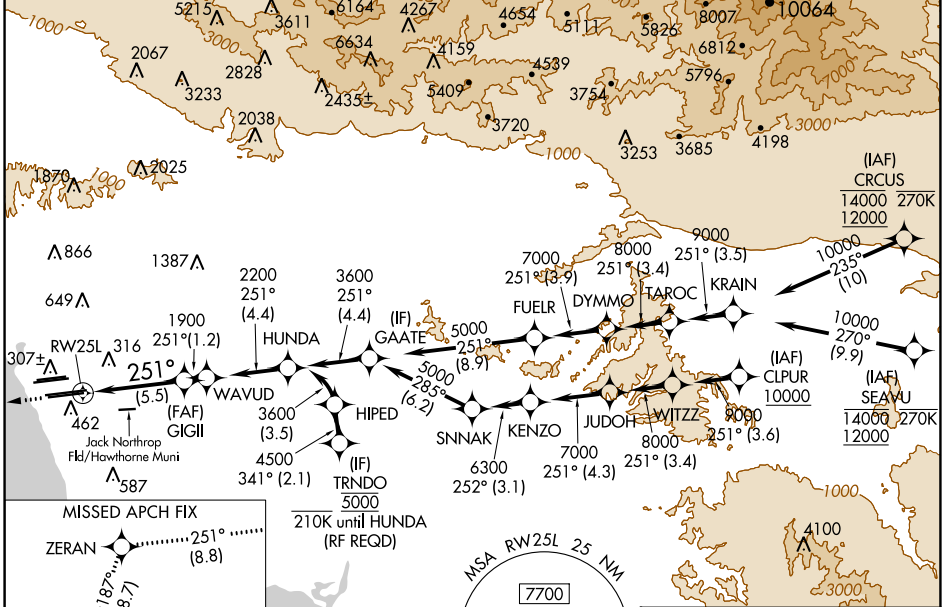 5215
3611
6164
4267
4654
5111
5826
8007
10064
3000
2067
2828
6634
4159
4539
6812
7000
3233
2435±
5409
3754
5796
2038
3720
3253
3685
4198
3000
1000
1870
1000
2025
(IAF)
CRCUS
14000 270K
12000
866
1387
649
7000
251° (3.9)
8000
251° (3.4)
9000
251° (3.5)
10000
235°
(10)
2200
251°
(4.4)
3600
251°
(4.4)
FUELR
DYMMO
TAROC
KRAIN
1900
251° (1.2)
HUNDA
(IF)
GAATE
5000
251°
(8.9)
10000
270°
(9.9)
307±
RW25L
316
251°
(5.5)
WAVUD
(FAF)
GIGII
5000
285°
(6.2)
(IAF)
CLPUR
10000
(IAF)
SEAVU
14000 270K
12000
462
Jack Northrop
Fld/Hawthorne Muni
3600
(3.5)
HIPED
SNNAK
KENZO
JUDOH
WITZZ
9000
251° (3.6)
8000
251° (3.4)
7000
251° (4.3)
6300
252° (3.1)
4500
341° (2.1)
(IF)
TRNDO
5000
210K until HUNDA
(RF REQD)
587
1000
MISSED APCH FIX
ZERAN
251°
(8.8)
187°
8.7)
MSA RW25L 25 NM
7700
4100
3000